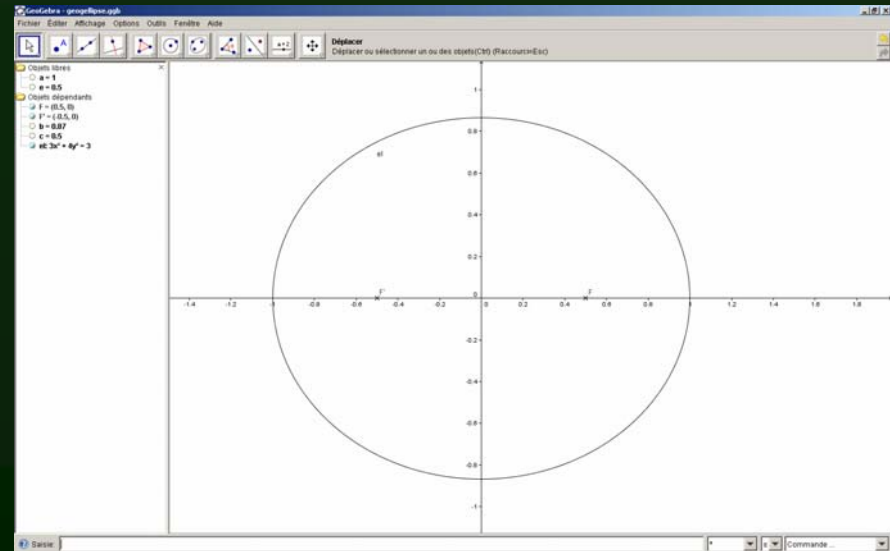 GeoGebra - geogellipse.ggb
Fichier Éditer Affichage Options Outils Fenêtre Aide
Déplacer
Déplacer ou sélectionner un ou des objets(Ctrl) (Raccourci=Esc)
Objets libres
a = 1
e = 0.5
Objets dépendants
F = (0.5, 0)
F' = (-0.5, 0)
b = 0.87
c = 0.5
el: 3x² + 4y² = 3
A
a=2
1
0.8
el
0.6
0.4
0.2
0
F'
F
-1.4 -1.2 -1 -0.8 -0.6 -0.4 -0.2 0 0.2 0.4 0.6 0.8 1 1.2 1.4 1.6 1.8
-0.2
-0.4
-0.6
-0.8
-1
Saisie:
Commande ...